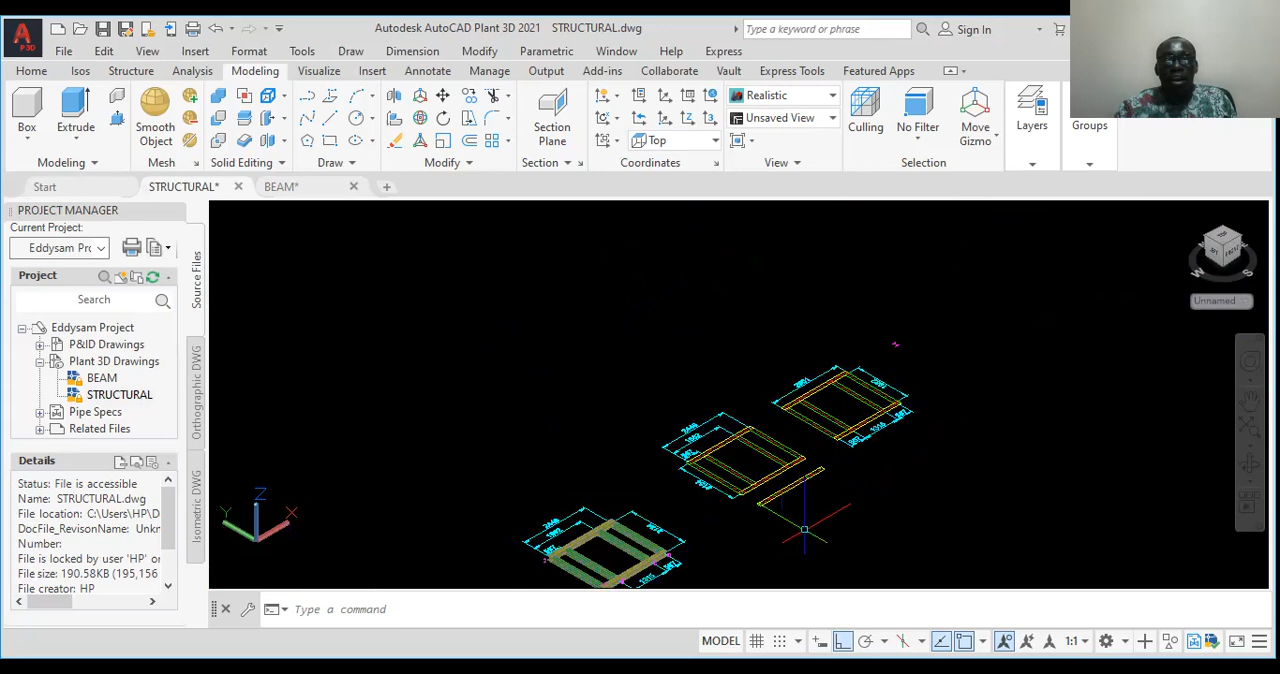 A
P3D
Autodesk AutoCAD Plant 3D 2021 STRUCTURAL.dwg
Type a keyword or phrase
Sign In
File Edit View Insert Format Tools Draw Dimension Modify Parametric Window Help Express
Home Isos Structure Analysis Modeling Visualize Insert Annotate Manage Output Add-ins Collaborate Vault Express Tools Featured Apps
Realistic
Unsaved View
Top
Box Extrude Smooth Object Section Plane Culling No Filter Move Gizmo Layers Groups
Modeling Mesh Solid Editing Draw Modify Section Coordinates View Selection
Start STRUCTURAL* BEAM*
PROJECT MANAGER
Current Project:
Eddysam Prc
Project
Search
Eddysam Project
P&ID Drawings
Plant 3D Drawings
BEAM
STRUCTURAL
Pipe Specs
Related Files
Source Files
Orthographic DWG
Isometric DWG
Details
Status: File is accessible
Name: STRUCTURAL.dwg
File location: C:\Users\HP\D
DocFile_RevisonName: Unkn
Number:
File is locked by user 'HP' or
File size: 190.58KB (195,156
File creator: HP
TOP
W S
Unnamed
Z
Y X
Type a command
MODEL 1:1